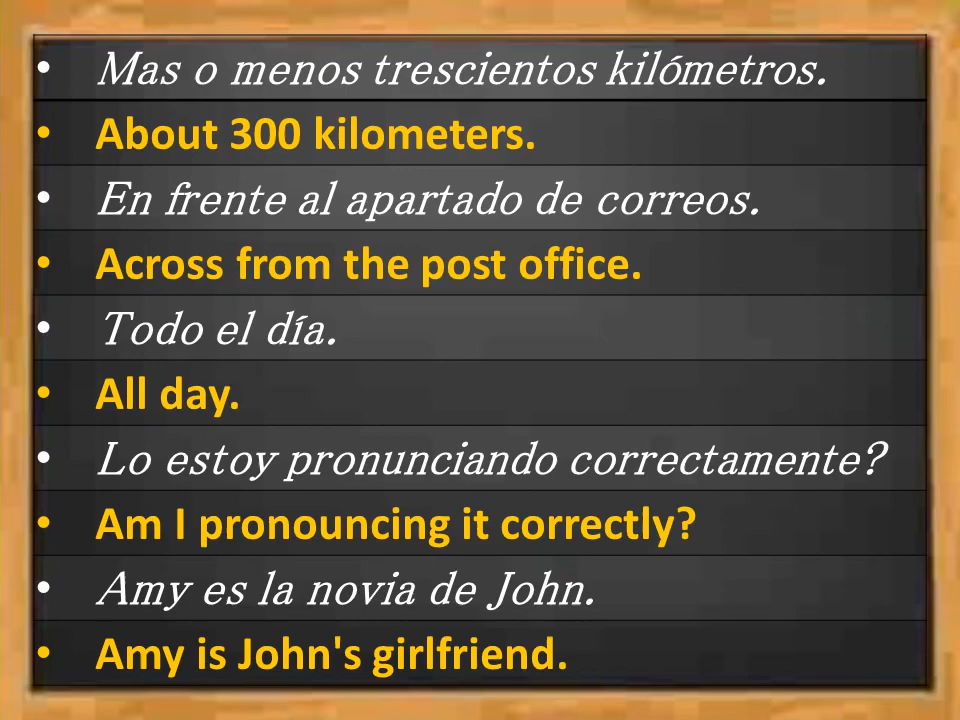 • Mas o menos trescientos kilómetros.
• About 300 kilometers.
• En frente al apartado de correos.
• Across from the post office.
• Todo el día.
• All day.
• Lo estoy pronunciando correctamente?
• Am I pronouncing it correctly?
• Amy es la novia de John.
• Amy is John's girlfriend.